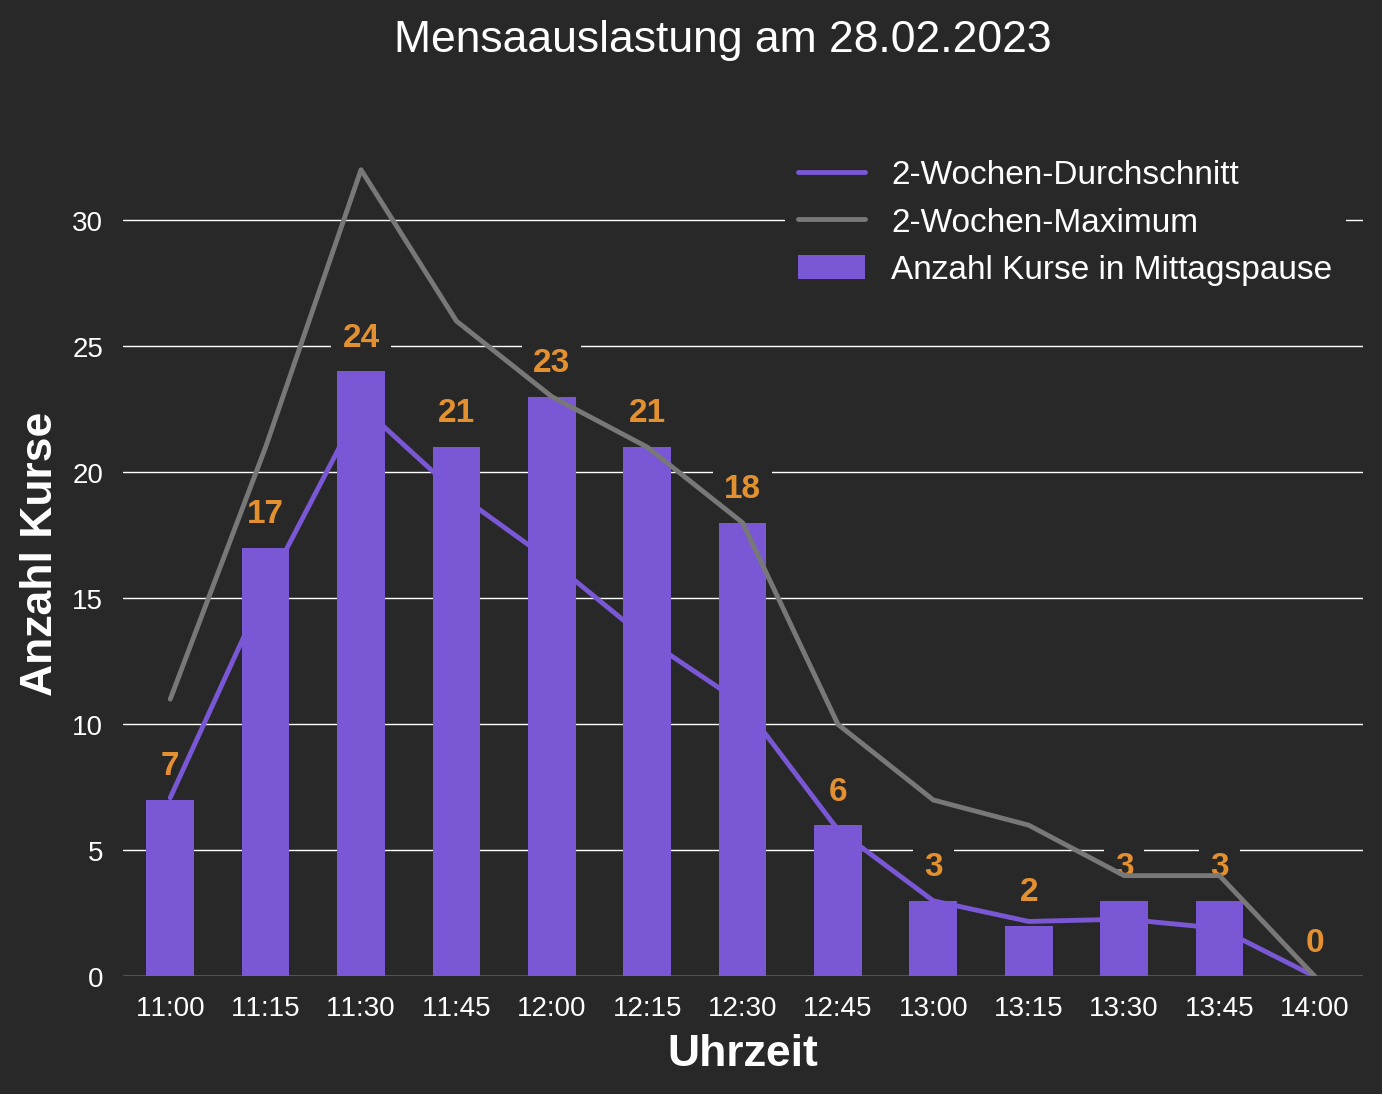 Mensaauslastung am 28.02.2023
2-Wochen-Durchschnitt
2-Wochen-Maximum
Anzahl Kurse in Mittagspause
Anzahl Kurse
30
25
20
15
10
5
0
7
17
24
21
23
21
18
6
3
2
3
3
0
11:00 11:15 11:30 11:45 12:00 12:15 12:30 12:45 13:00 13:15 13:30 13:45 14:00
Uhrzeit